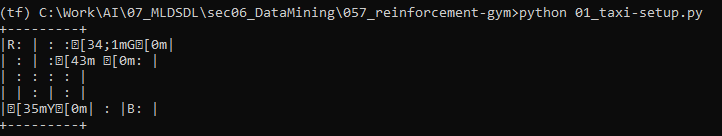 (tf) C:\Work\AI\07_MLDSDL\sec06_DataMining\057_reinforcement-gym>python 01_taxi-setup.py
+---------+
|R: | : :⍰[34;1mG⍰[0m|
| : | :⍰[43m ⍰[0m: |
| : : : : |
| | : | : |
|⍰[35mY⍰[0m| : |B: |
+---------+